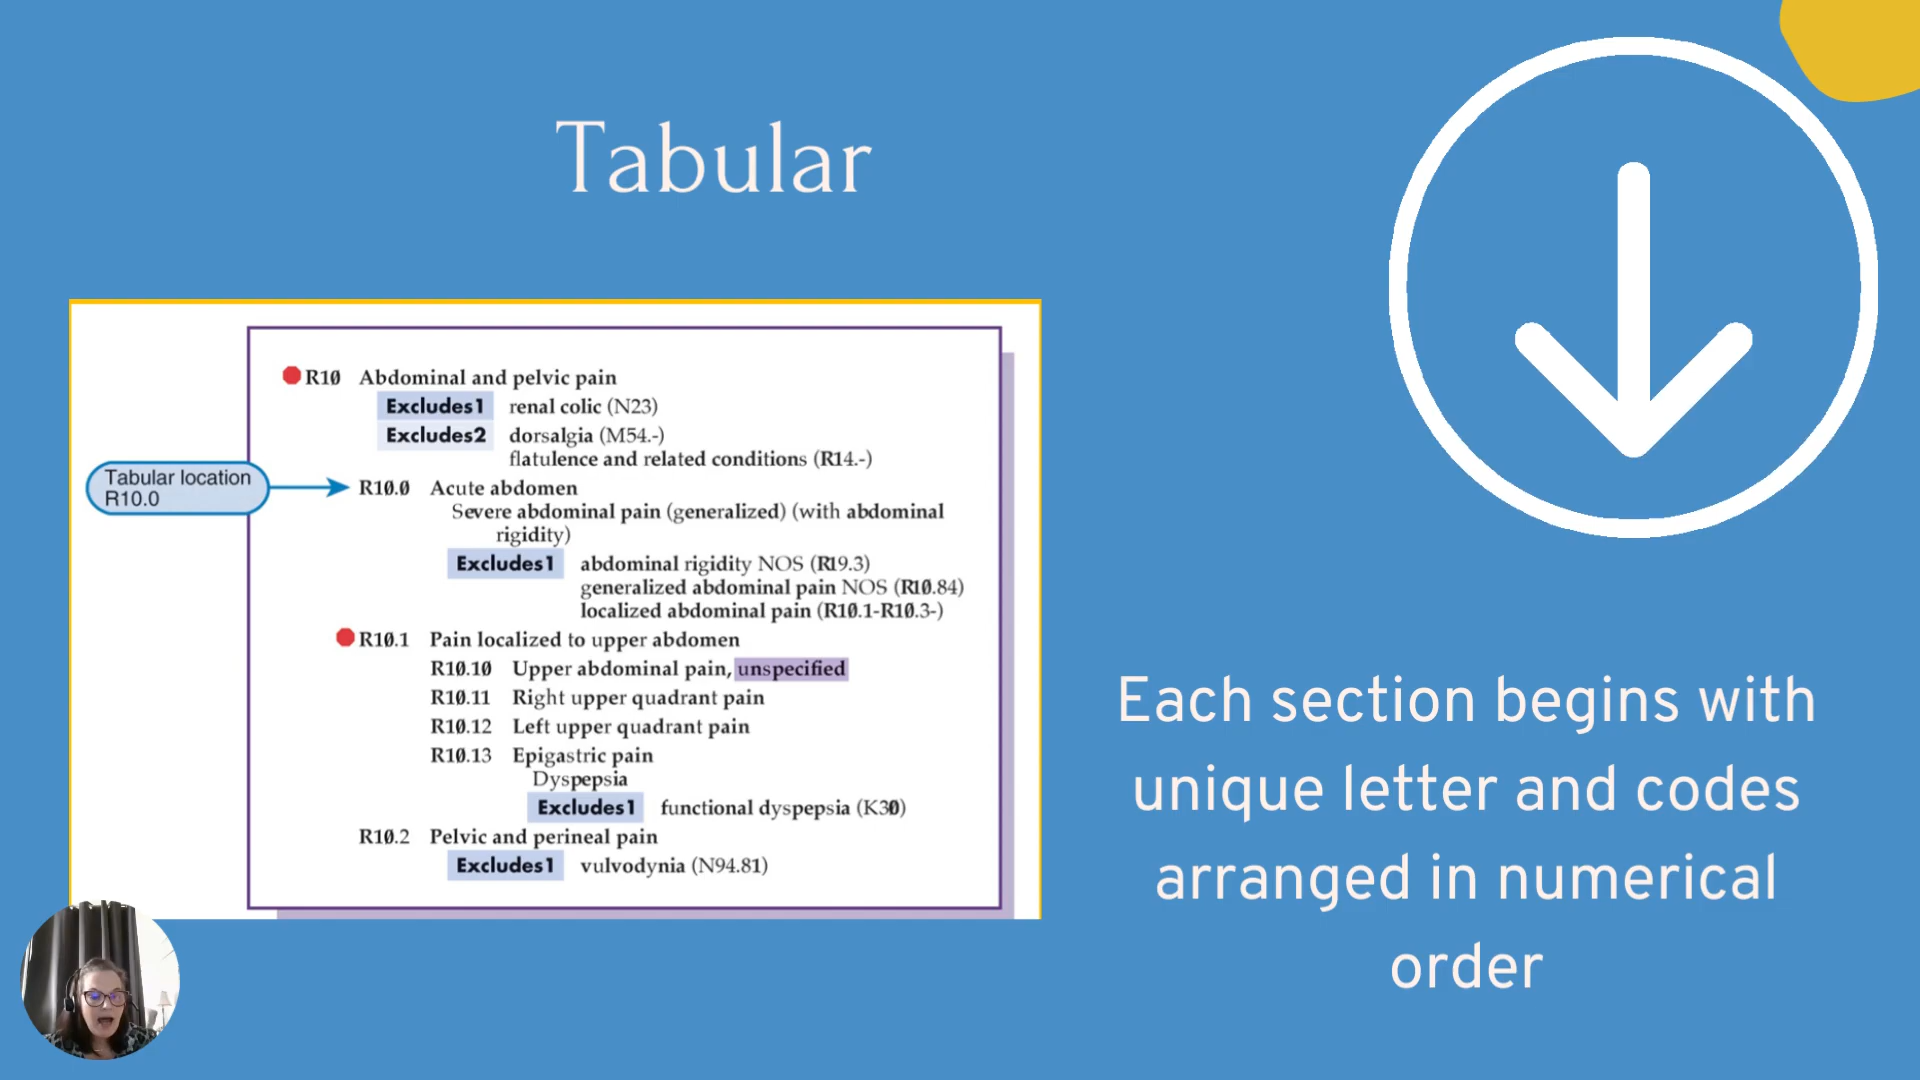 Tabular
R10 Abdominal and pelvic pain
Excludes1 renal colic (N23)
Excludes2 dorsalgia (M54.-)
flatulence and related conditions (R14.-)
Tabular location
R10.0
R10.0 Acute abdomen
Severe abdominal pain (generalized) (with abdominal
rigidity)
Excludes1 abdominal rigidity NOS (R19.3)
generalized abdominal pain NOS (R10.84)
localized abdominal pain (R10.1-R10.3-)
R10.1 Pain localized to upper abdomen
R10.10 Upper abdominal pain, unspecified
R10.11 Right upper quadrant pain
R10.12 Left upper quadrant pain
R10.13 Epigastric pain
Dyspepsia
Excludes1 functional dyspepsia (K30)
R10.2 Pelvic and perineal pain
Excludes1 vulvodynia (N94.81)
Each section begins with
unique letter and codes
arranged in numerical
order